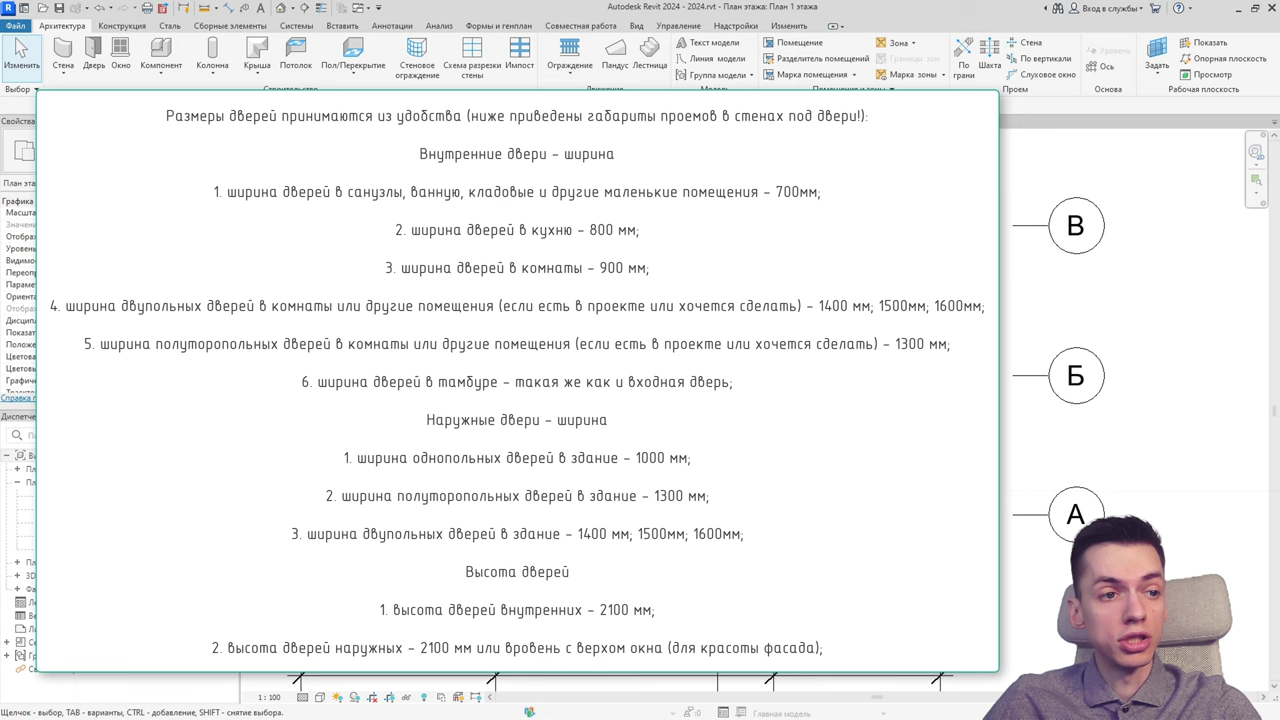 Autodesk Revit 2024 - 2024.rvt - План этажа: План 1 этажа
Вход в службы
Файл Архитектура Конструкция Сталь Сборные элементы Системы Вставить Аннотации Анализ Формы и генплан Совместная работа Вид Управление Надстройки Изменить
Изменить Стена Дверь Окно Компонент Колонна Крыша Потолок Пол/Перекрытие Стеновое ограждение Схема разрезки стены Импост Ограждение Пандус Лестница
Текст модели
Линия модели
Группа модели
Помещение
Разделитель помещений
Марка помещения
Зона
Границы зон
Марка зоны
По грани
Шахта
Стена
По вертикали
Слуховое окно
Уровень
Ось
Задать
Показать
Опорная плоскость
Просмотр
Выбор
Проем
Основа
Рабочая плоскость
Размеры дверей принимаются из удобства (ниже приведены габариты проемов в стенах под двери!):
Внутренние двери - ширина
1. ширина дверей в санузлы, ванную, кладовые и другие маленькие помещения - 700мм;
2. ширина дверей в кухню - 800 мм;
3. ширина дверей в комнаты - 900 мм;
4. ширина двупольных дверей в комнаты или другие помещения (если есть в проекте или хочется сделать) - 1400 мм; 1500мм; 1600мм;
5. ширина полуторопольных дверей в комнаты или другие помещения (если есть в проекте или хочется сделать) - 1300 мм;
6. ширина дверей в тамбуре - такая же как и входная дверь;
Наружные двери - ширина
1. ширина однопольных дверей в здание - 1000 мм;
2. ширина полуторопольных дверей в здание - 1300 мм;
3. ширина двупольных дверей в здание - 1400 мм; 1500мм; 1600мм;
Высота дверей
1. высота дверей внутренних - 2100 мм;
2. высота дверей наружных - 2100 мм или вровень с верхом окна (для красоты фасада);
В
Б
А
1 : 100
Щелчок - выбор, TAB - варианты, CTRL - добавление, SHIFT - снятие выбора.
:0
Главная модель